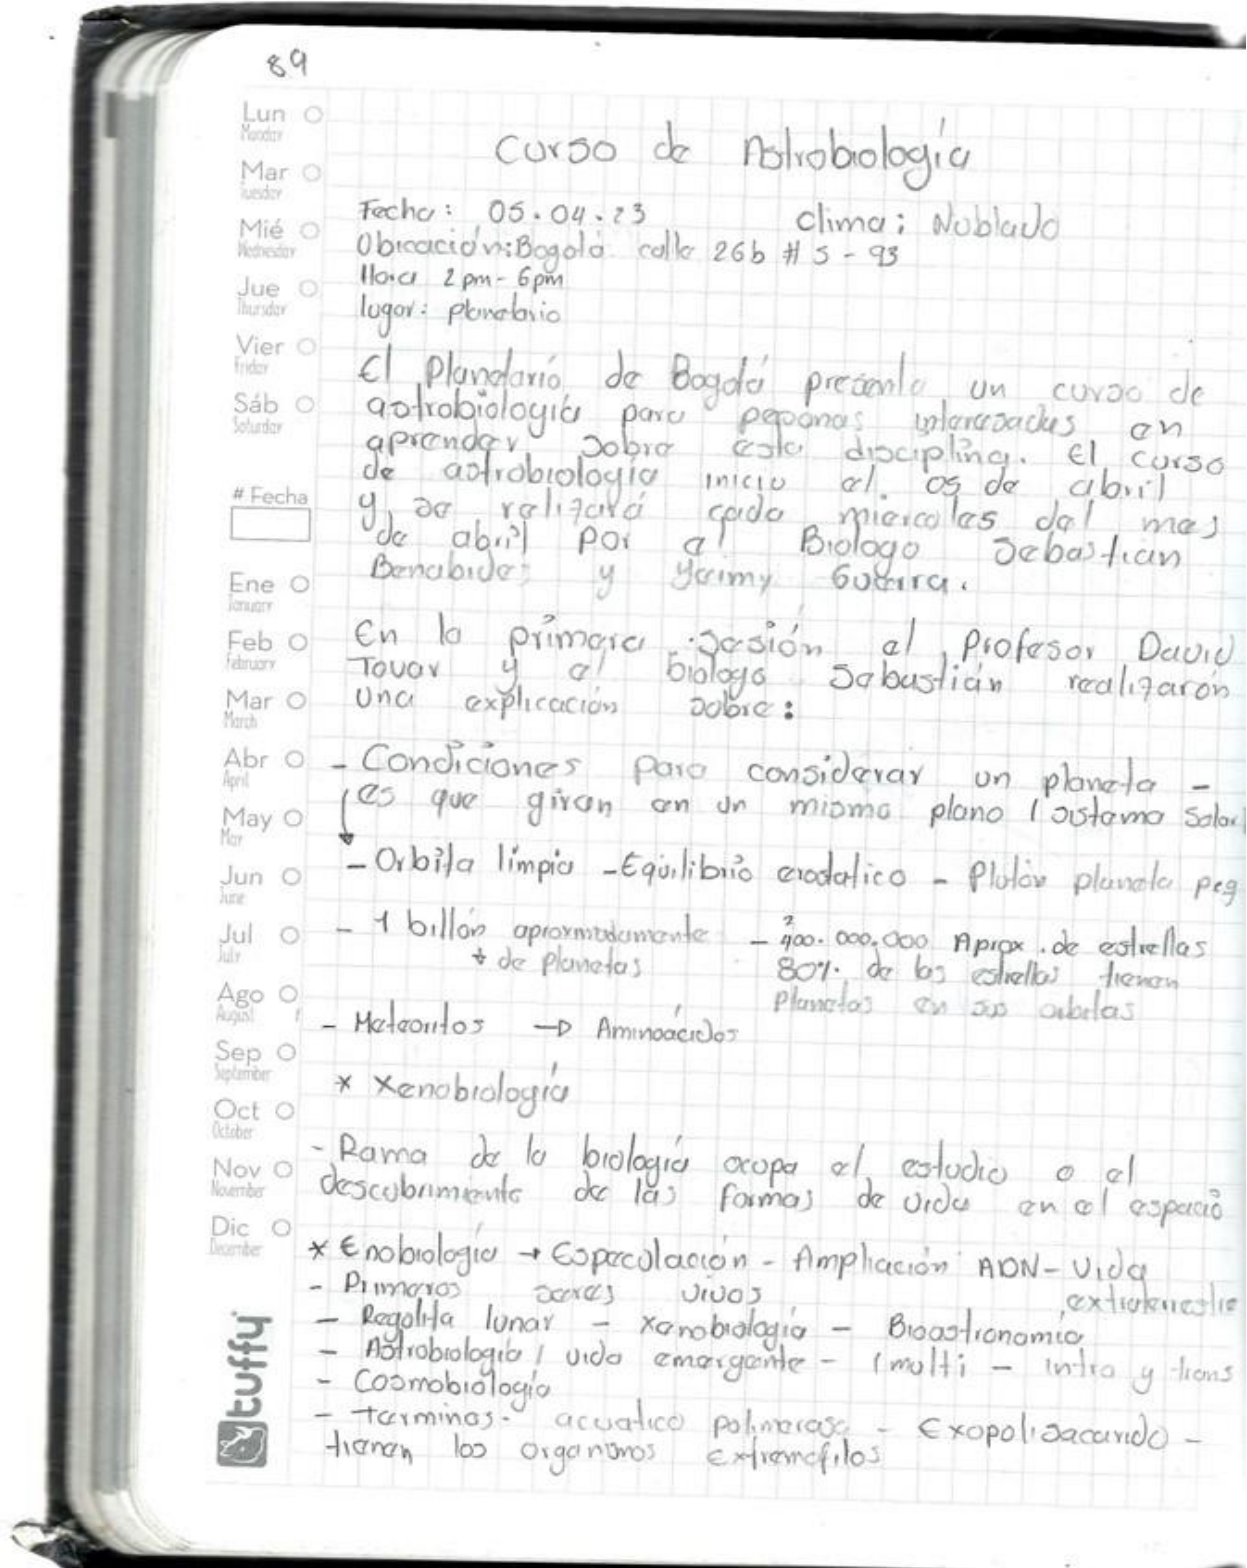 89
Lun
Monday
Mar
Tuesday
Mié
Wednesday
Jue
Thursday
Vier
Friday
Sáb
Saturday
# Fecha
Ene
January
Feb
February
Mar
March
Abr
April
May
May
Jun
June
Jul
July
Ago
August
Sep
September
Oct
October
Nov
November
Dic
December
tuffy
Curso de Astrobiología
Fecha: 05.04.23 Clima: Nublado
Obicación: Bogotá calle 26b # 5-93
Hora 2pm-6pm
lugar: planetario
El Planetario de Bogotá presenta un curso de
astrobiología para personas interesadas en
aprender sobre esta disciplina. El curso
de astrobiología inicio el 05 de abril
y se relizará cada miercoles del mes
de abril por el Biologo Sebastian
Benabides y Yeimy Guerra.
En la primera sesión el Profesor David
Tovar y el biologo Sebastián realizarón
una explicación sobre:
- Condiciones para considerar un planeta -
es que giran en un mismo plano / sistema Solar
- Orbita limpia - Equilibrio - Plutón planeta peq
- 1 billón aproximadamente - 400.000.000 Aprox. de estrellas
+ de planetas 80% de las estrellas tienen
Planetas en sus orbitas
- Meteoritos → Aminoácidos
* Xenobiología
- Rama de la biología ocupa el estudio o el
descubrimiento de las formas de vida en el espació
* Enobiología → Especulación - Ampliación ADN - Vida
- Primeros seres vivos extraterrestre
- Regolita lunar - Xenobiología - Bioastronomía
- Astrobiología / vida emergente - (multi - intra y trans
- Cosmobiología
- terminos - acuatico polimerasa - Exopolisacarido -
tienen los organismos Extremofilos